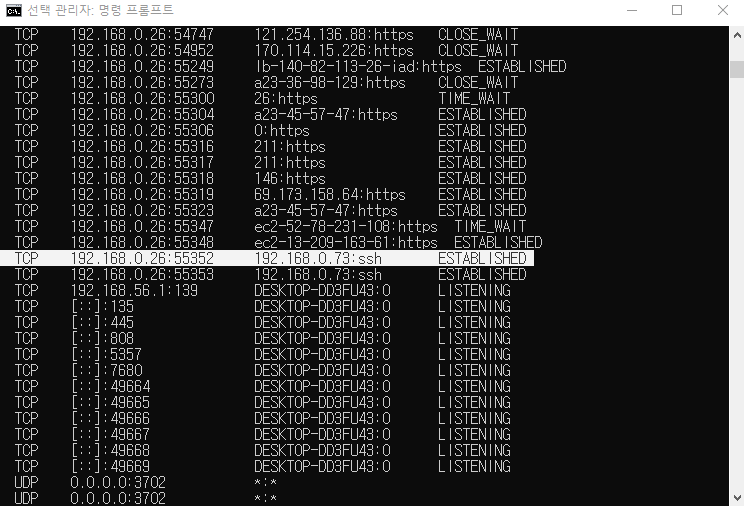 선택 관리자: 명령 프롬프트
TCP 192.168.0.26:54747 121.254.136.88:https CLOSE_WAIT
TCP 192.168.0.26:54952 170.114.15.226:https CLOSE_WAIT
TCP 192.168.0.26:55249 lb-140-82-113-26-iad:https ESTABLISHED
TCP 192.168.0.26:55273 a23-36-98-129:https CLOSE_WAIT
TCP 192.168.0.26:55300 26:https TIME_WAIT
TCP 192.168.0.26:55304 a23-45-57-47:https ESTABLISHED
TCP 192.168.0.26:55306 0:https ESTABLISHED
TCP 192.168.0.26:55316 211:https ESTABLISHED
TCP 192.168.0.26:55317 211:https ESTABLISHED
TCP 192.168.0.26:55318 146:https ESTABLISHED
TCP 192.168.0.26:55319 69.173.158.64:https ESTABLISHED
TCP 192.168.0.26:55323 a23-45-57-47:https ESTABLISHED
TCP 192.168.0.26:55347 ec2-52-78-231-108:https TIME_WAIT
TCP 192.168.0.26:55348 ec2-13-209-163-61:https ESTABLISHED
TCP 192.168.0.26:55352 192.168.0.73:ssh ESTABLISHED
TCP 192.168.0.26:55353 192.168.0.73:ssh ESTABLISHED
TCP 192.168.56.1:139 DESKTOP-DD3FU43:0 LISTENING
TCP [::]:135 DESKTOP-DD3FU43:0 LISTENING
TCP [::]:445 DESKTOP-DD3FU43:0 LISTENING
TCP [::]:808 DESKTOP-DD3FU43:0 LISTENING
TCP [::]:5357 DESKTOP-DD3FU43:0 LISTENING
TCP [::]:7680 DESKTOP-DD3FU43:0 LISTENING
TCP [::]:49664 DESKTOP-DD3FU43:0 LISTENING
TCP [::]:49665 DESKTOP-DD3FU43:0 LISTENING
TCP [::]:49666 DESKTOP-DD3FU43:0 LISTENING
TCP [::]:49667 DESKTOP-DD3FU43:0 LISTENING
TCP [::]:49668 DESKTOP-DD3FU43:0 LISTENING
TCP [::]:49669 DESKTOP-DD3FU43:0 LISTENING
UDP 0.0.0.0:3702 *:*
UDP 0.0.0.0:3702 *:*